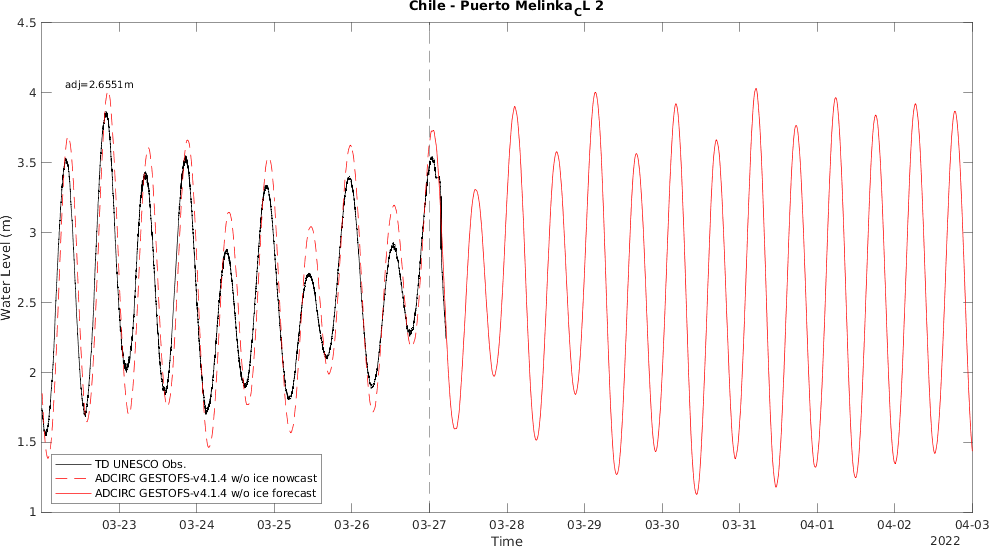 Chile - Puerto Melinka_CL 2
4.5
4
3.5
3
2.5
2
1.5
1
Water Level (m)
adj=2.6551m
TD UNESCO Obs.
ADCIRC GESTOFS-v4.1.4 w/o ice nowcast
ADCIRC GESTOFS-v4.1.4 w/o ice forecast
03-23 03-24 03-25 03-26 03-27 03-28 03-29 03-30 03-31 04-01 04-02 04-03
Time
2022